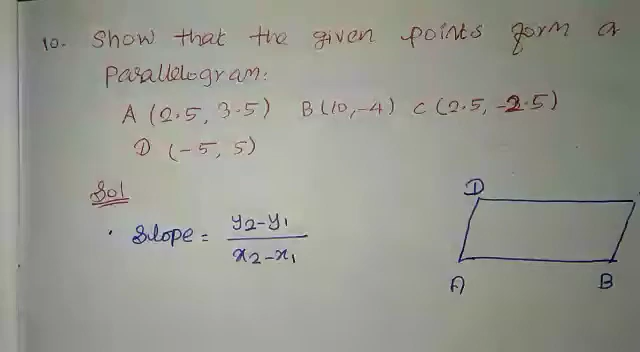 10. Show that the given points form a
parallelogram.
A (2.5, 3.5) B(10, -4) C (2.5, -2.5)
D (-5, 5)
Sol
Slope = y₂-y₁
x₂-x₁
D
A B